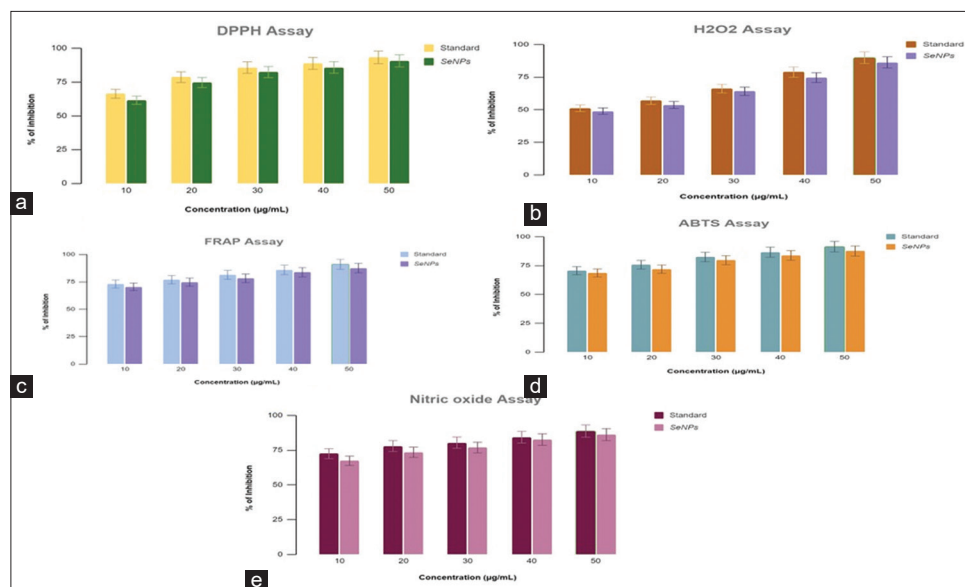 DPPH Assay
Standard
SeNPs
100
75
50
25
0
% of Inhibition
10 20 30 40 50
Concentration (µg/mL)
a
H2O2 Assay
Standard
SeNPs
100
75
50
25
0
% of Inhibition
10 20 30 40 50
Concentration (µg/mL)
b
FRAP Assay
Standard
SeNPs
100
75
50
25
0
% of Inhibition
10 20 30 40 50
Concentration (µg/mL)
c
ABTS Assay
Standard
SeNPs
100
75
50
25
0
% of Inhibition
10 20 30 40 50
Concentration (µg/mL)
d
Nitric oxide Assay
Standard
SeNPs
100
75
50
25
0
% of Inhibition
10 20 30 40 50
Concentration (µg/mL)
e